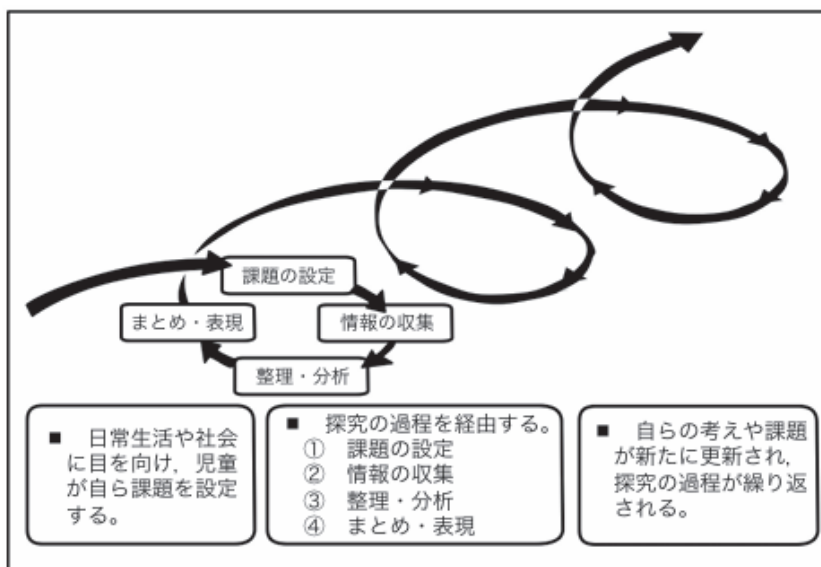 課題の設定
まとめ・表現
情報の収集
整理・分析
■ 日常生活や社会
に目を向け，児童
が自ら課題を設定
する。
■ 探究の過程を経由する。
① 課題の設定
② 情報の収集
③ 整理・分析
④ まとめ・表現
■ 自らの考えや課題
が新たに更新され，
探究の過程が繰り返
される。